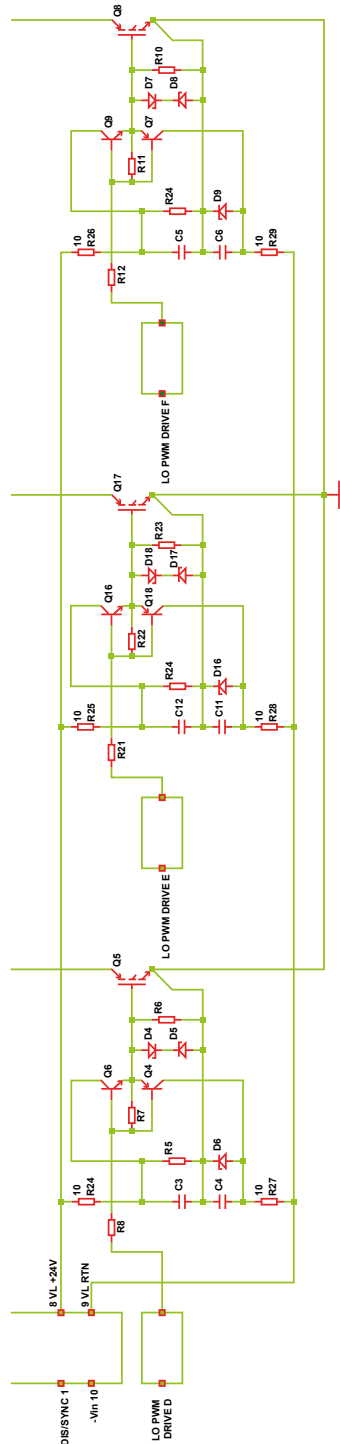 Q8
R10
D7
D8
Q9
Q7
R11
R24
D9
10
R26
C5
C6
10
R29
R12
LO PWM DRIVE F
Q17
R23
D18
D17
Q16
Q18
R22
R24
D16
10
R25
C12
C11
10
R28
R21
LO PWM DRIVE E
Q5
R6
D4
D5
Q6
Q4
R7
R5
D6
10
R24
C3
C4
10
R27
R8
8 VL +24V
9 VL RTN
DIS/SYNC 1
-Vin 10
LO PWM
DRIVE D